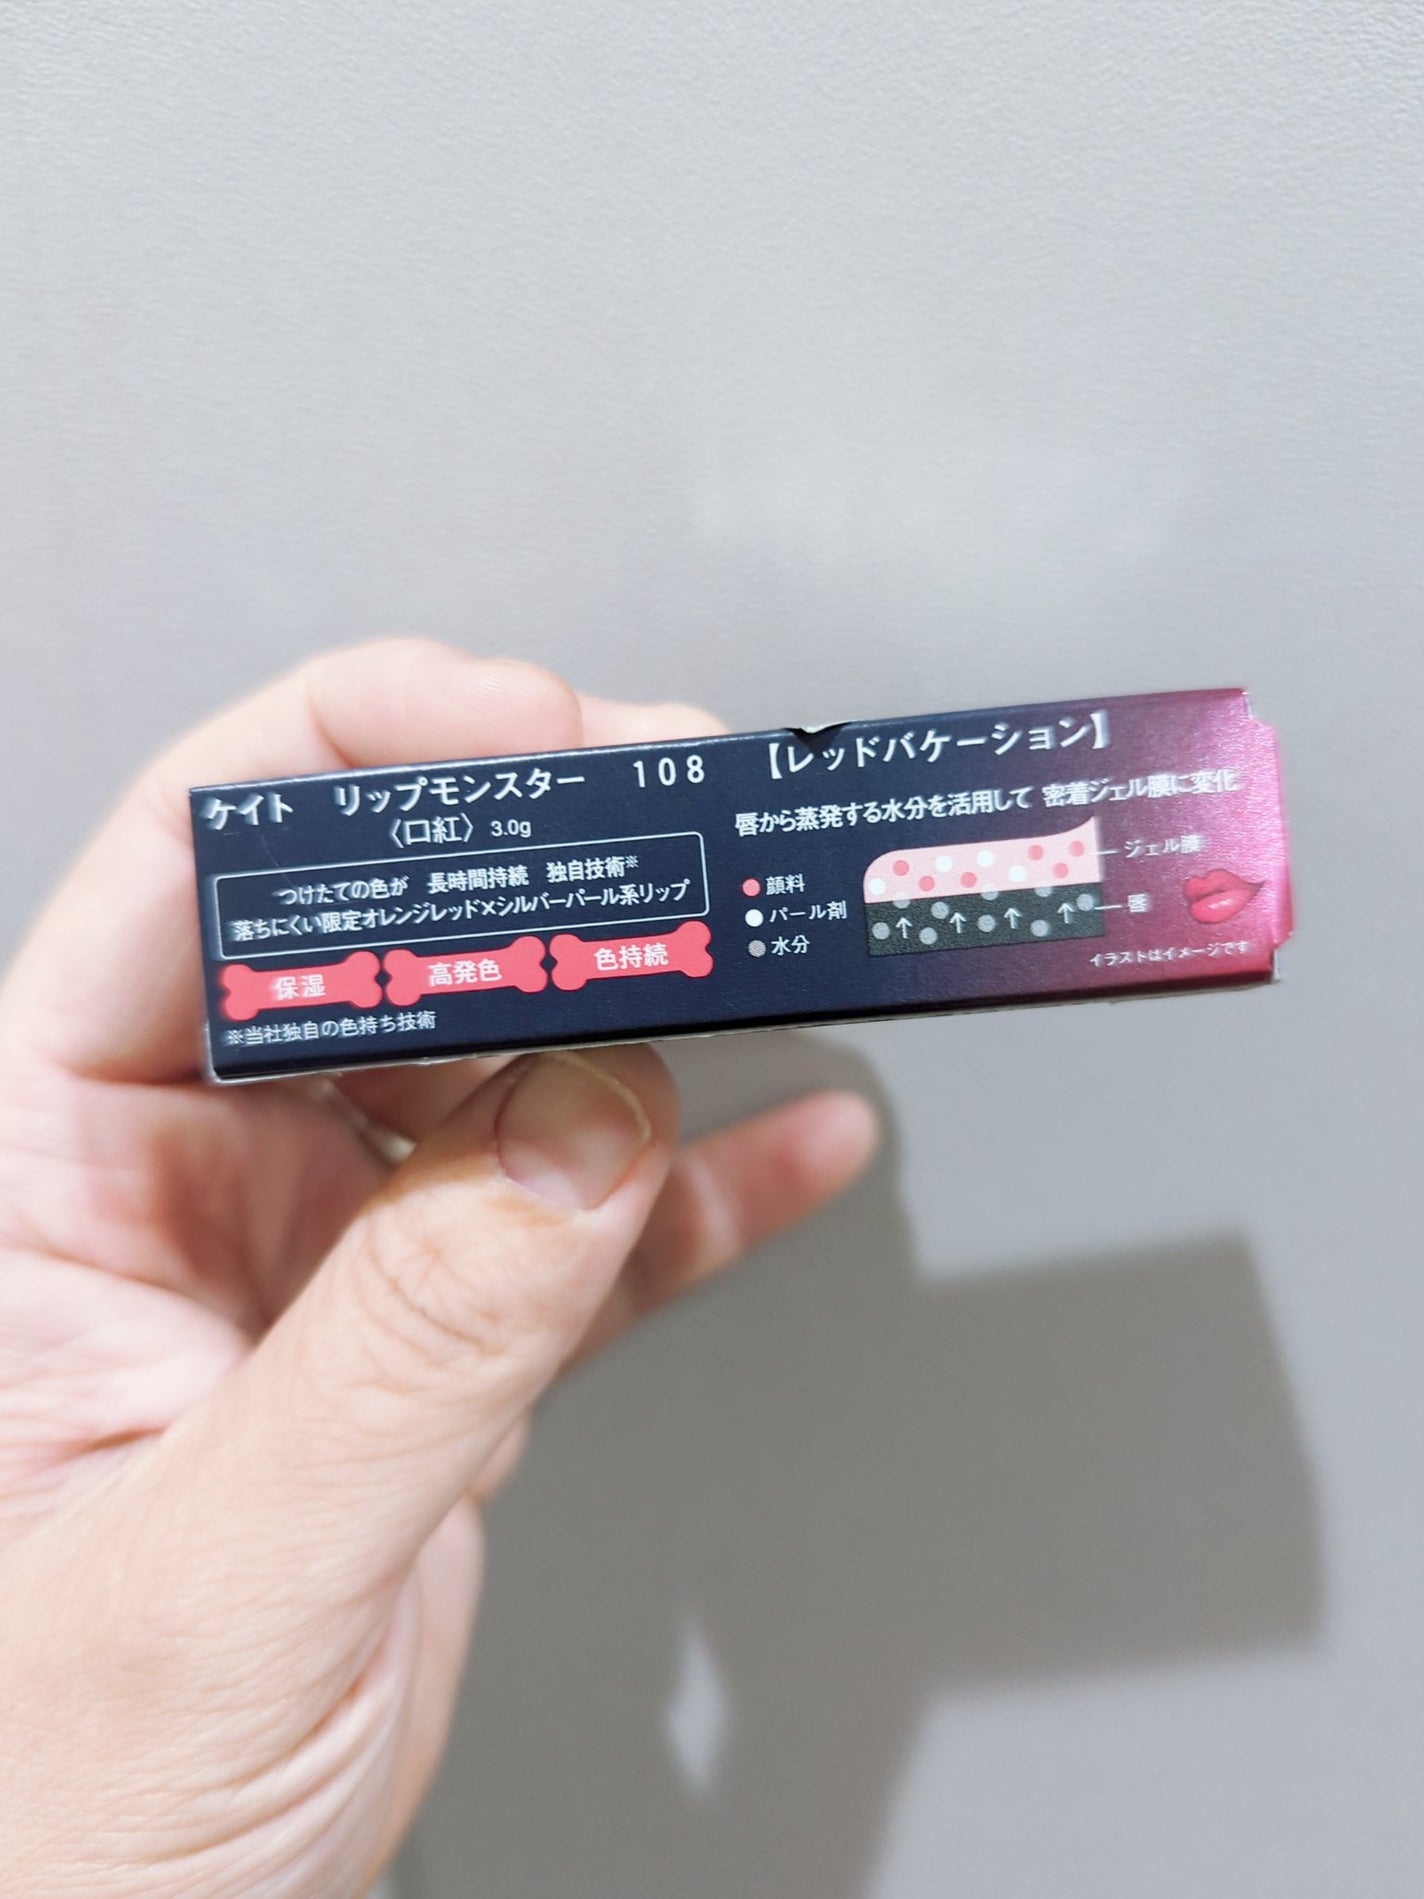 ケイト リップモンスター 108 【レッドバケーション】
〈口紅〉 3.0g
つけたての色が 長時間持続 独自技術※
落ちにくい限定オレンジレッド×シルバーパール系リップ
保湿 高発色 色持続
※当社独自の色持ち技術
唇から蒸発する水分を活用して 密着ジェル膜に変化
顔料
パール剤
水分
ジェル膜
唇
イラストはイメージです